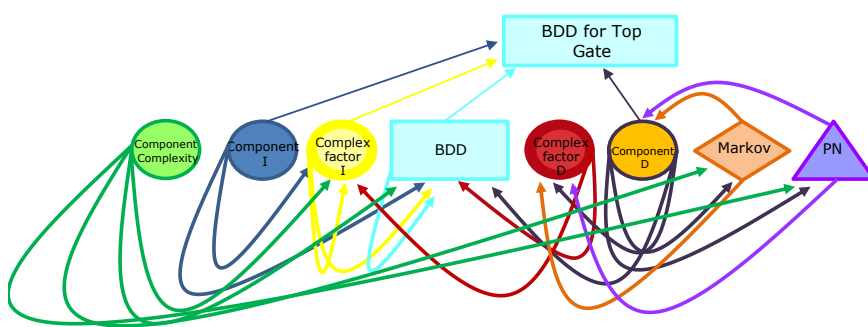 BDD for Top
Gate
Component
Complexity
Component
I
Complex
factor
I
BDD
Complex
factor D
Component
D
Markov
PN